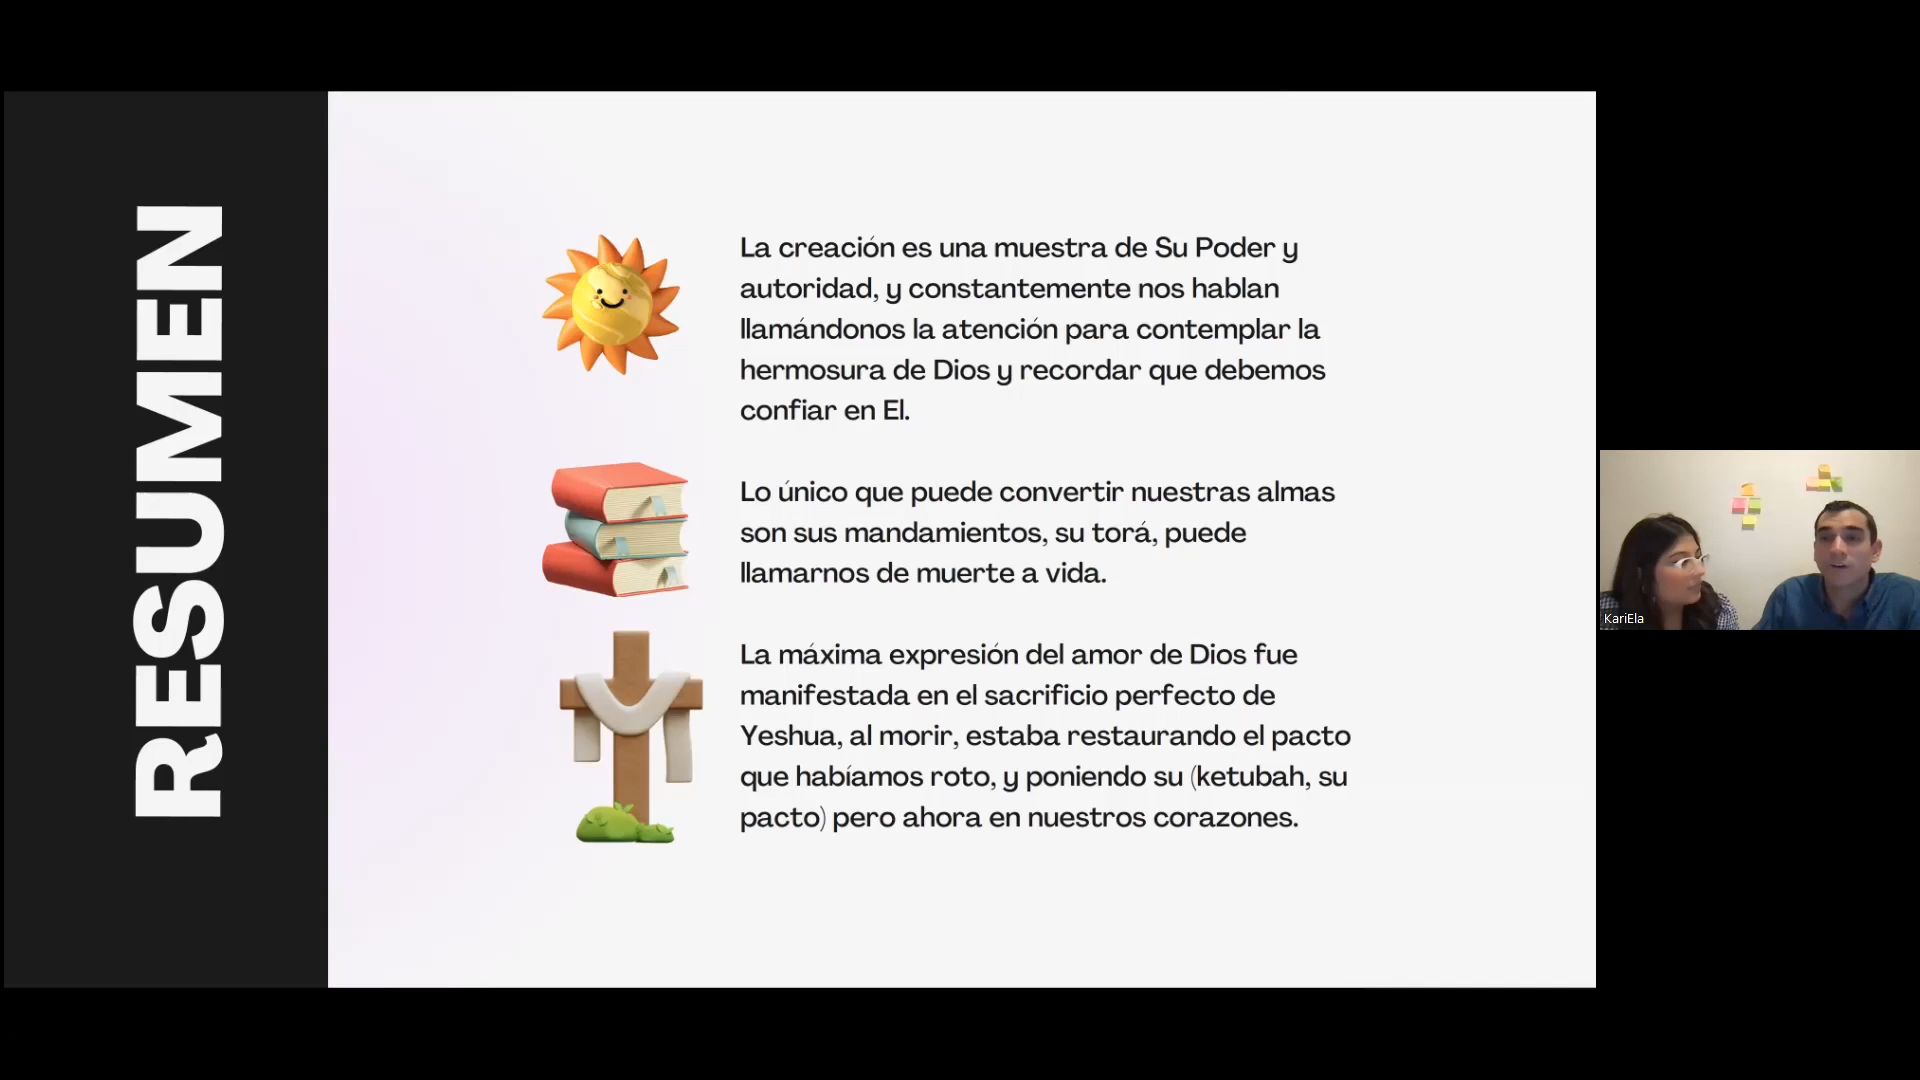 RESUMEN
La creación es una muestra de Su Poder y
autoridad, y constantemente nos hablan
llamándonos la atención para contemplar la
hermosura de Dios y recordar que debemos
confiar en El.
Lo único que puede convertir nuestras almas
son sus mandamientos, su torá, puede
llamarnos de muerte a vida.
La máxima expresión del amor de Dios fue
manifestada en el sacrificio perfecto de
Yeshua, al morir, estaba restaurando el pacto
que habíamos roto, y poniendo su (ketubah, su
pacto) pero ahora en nuestros corazones.
KariEla